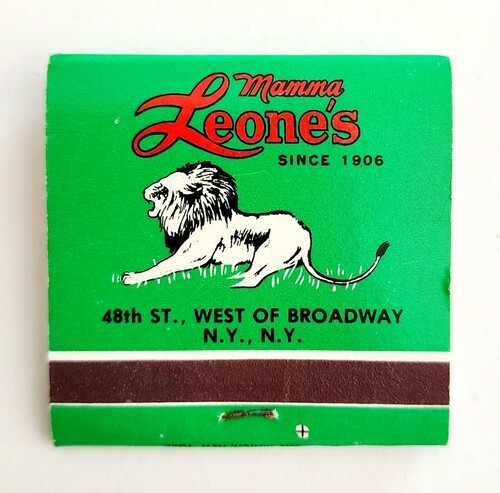 Mamma
Leone's
SINCE 1906
48th ST., WEST OF BROADWAY
N.Y., N.Y.